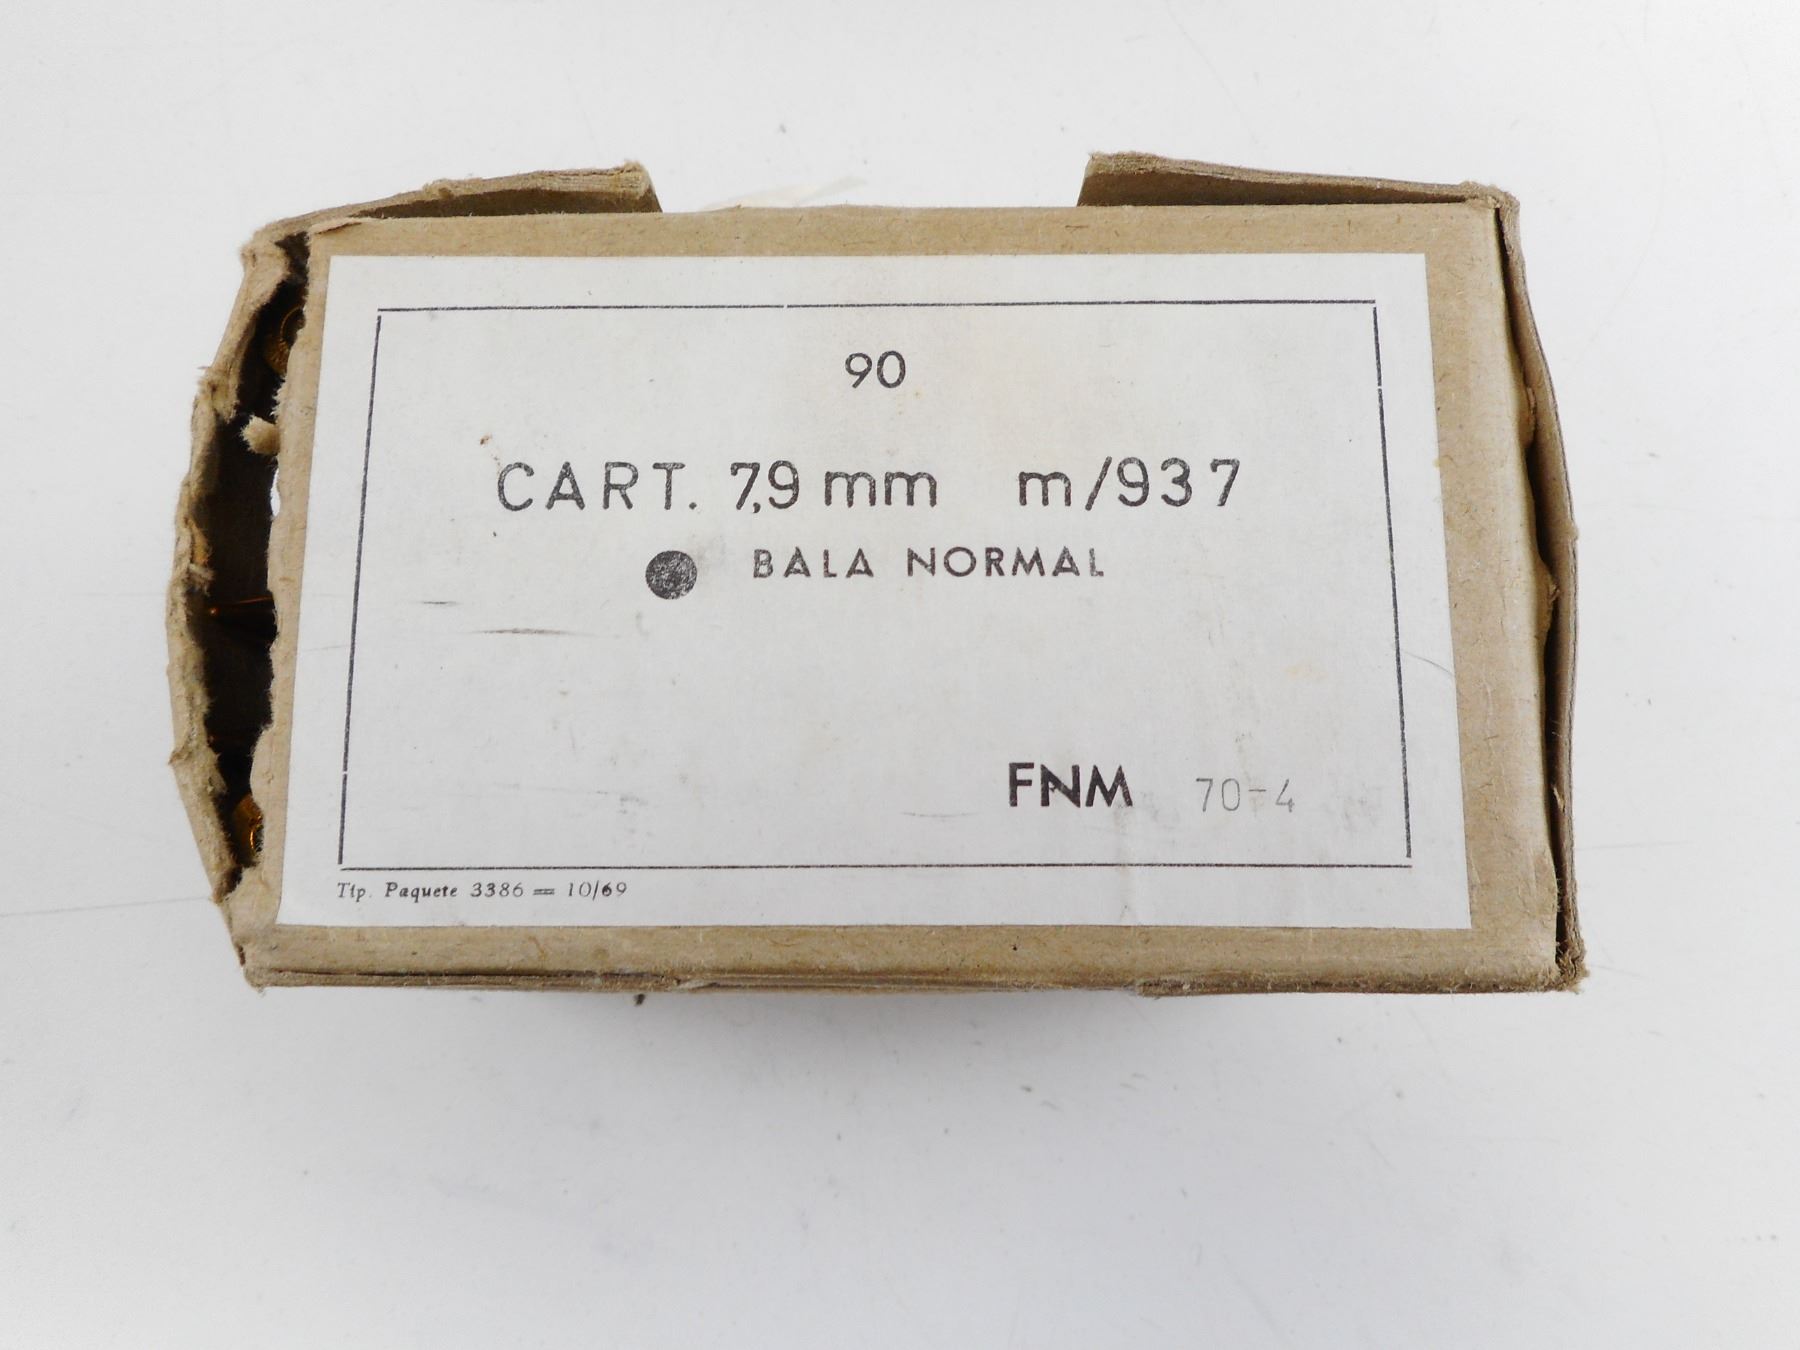 90
CART. 7,9 mm m/937
BALA NORMAL
FNM 70-4
Tip. Paquete 3386 = 10/69